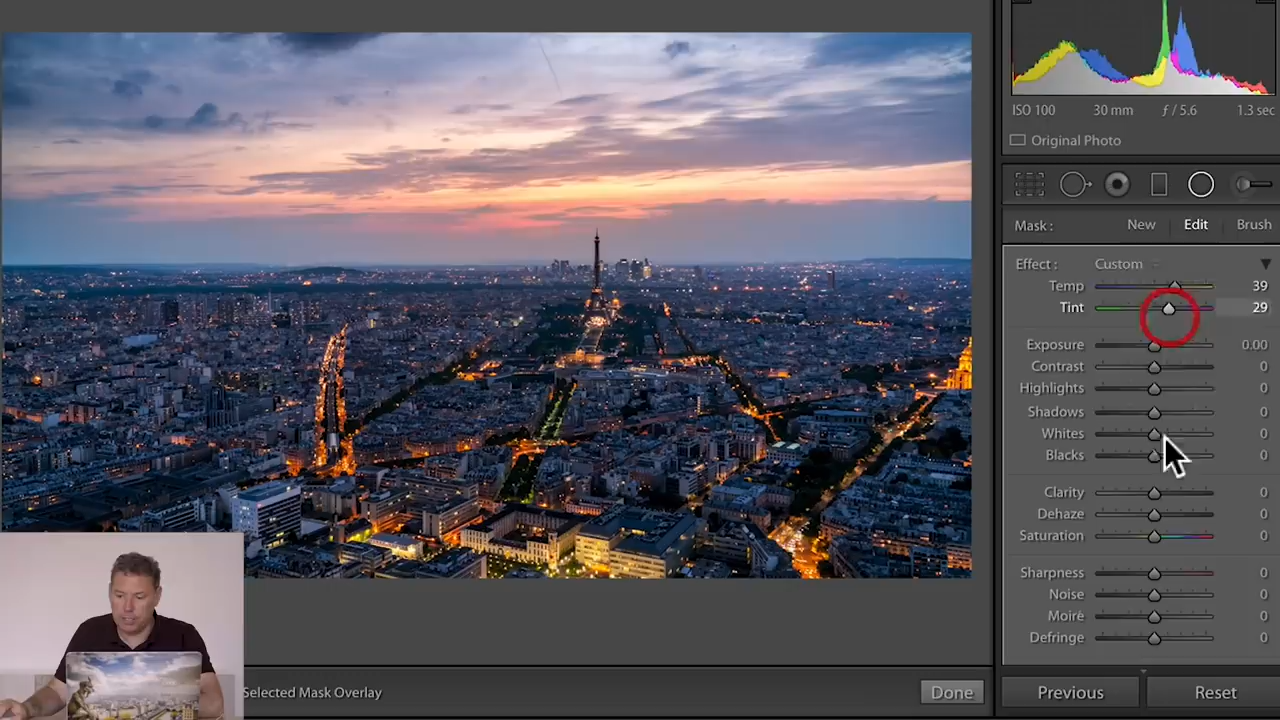 ISO 100 30 mm ƒ / 5.6 1.3 sec
Original Photo
Mask : New Edit Brush
Effect : Custom
Temp 39
Tint 29
Exposure 0.00
Contrast 0
Highlights 0
Shadows 0
Whites 0
Blacks 0
Clarity 0
Dehaze 0
Saturation 0
Sharpness 0
Noise 0
Moiré 0
Defringe 0
Selected Mask Overlay Done
Previous Reset